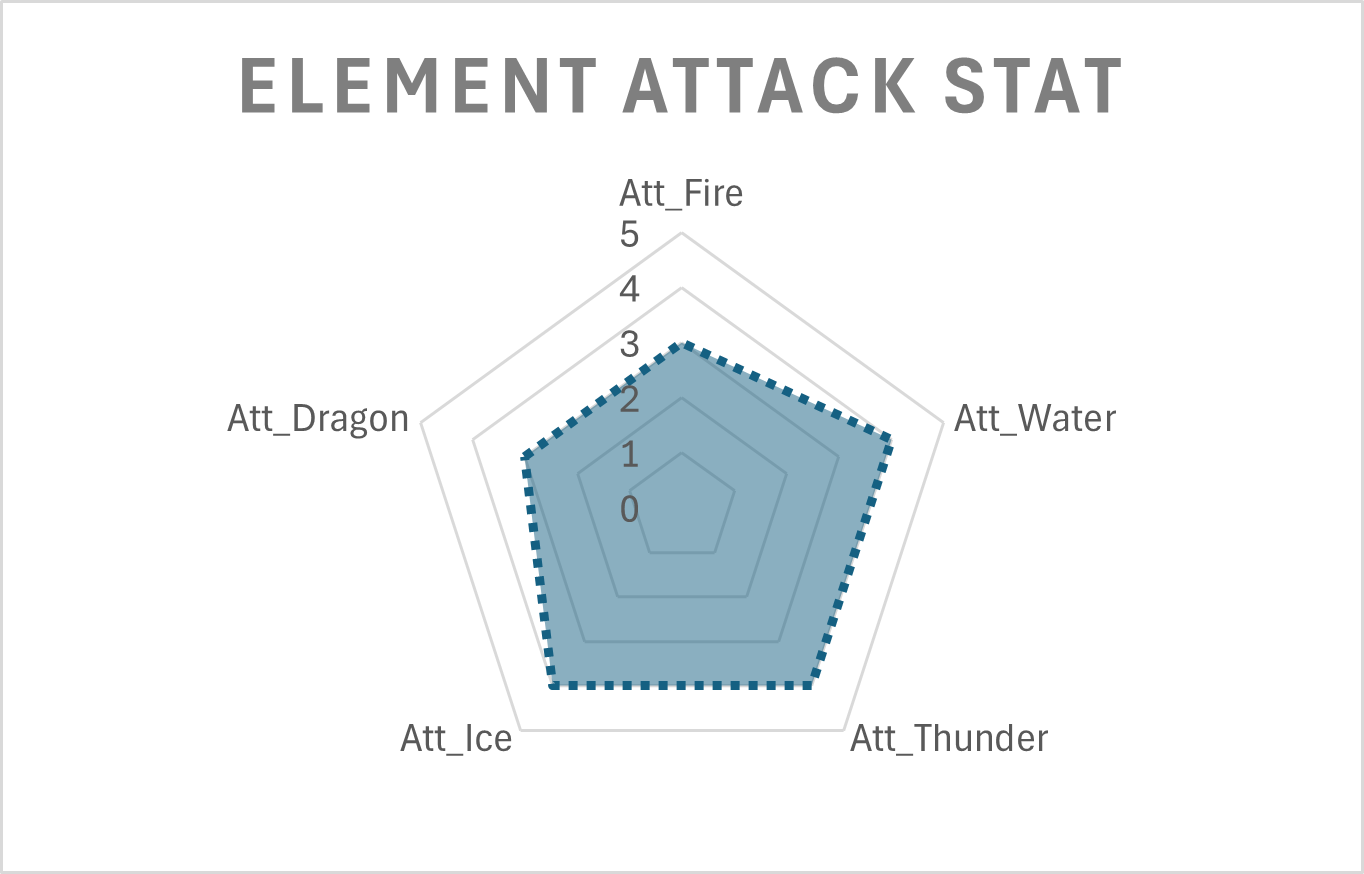 ELEMENT ATTACK STAT
Att_Fire
5
4
3
2
1
0
Att_Water
Att_Dragon
Att_Ice
Att_Thunder